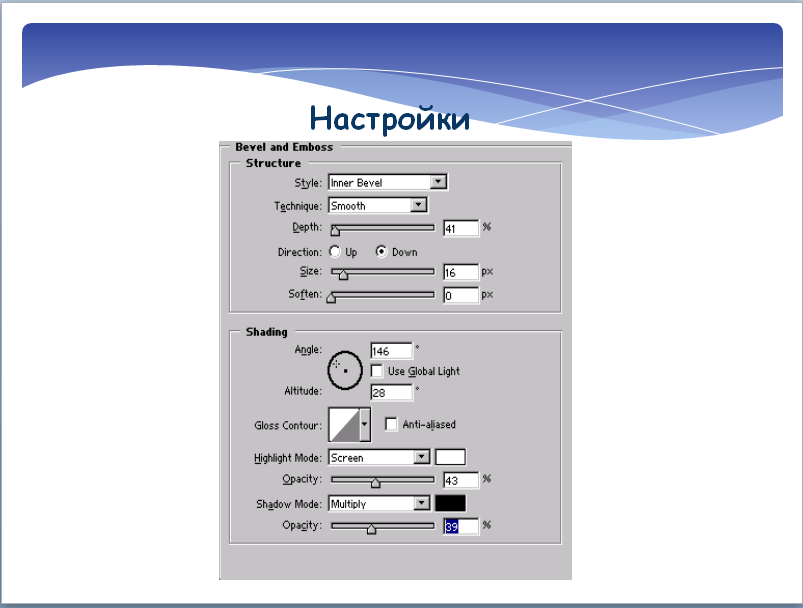 Настройки
Bevel and Emboss
Structure
Style: Inner Bevel
Technique: Smooth
Depth: 41 %
Direction: Up Down
Size: 16 px
Soften: 0 px
Shading
Angle: 146 °
Use Global Light
Altitude: 28 °
Gloss Contour: Anti-aliased
Highlight Mode: Screen
Opacity: 43 %
Shadow Mode: Multiply
Opacity: 39 %